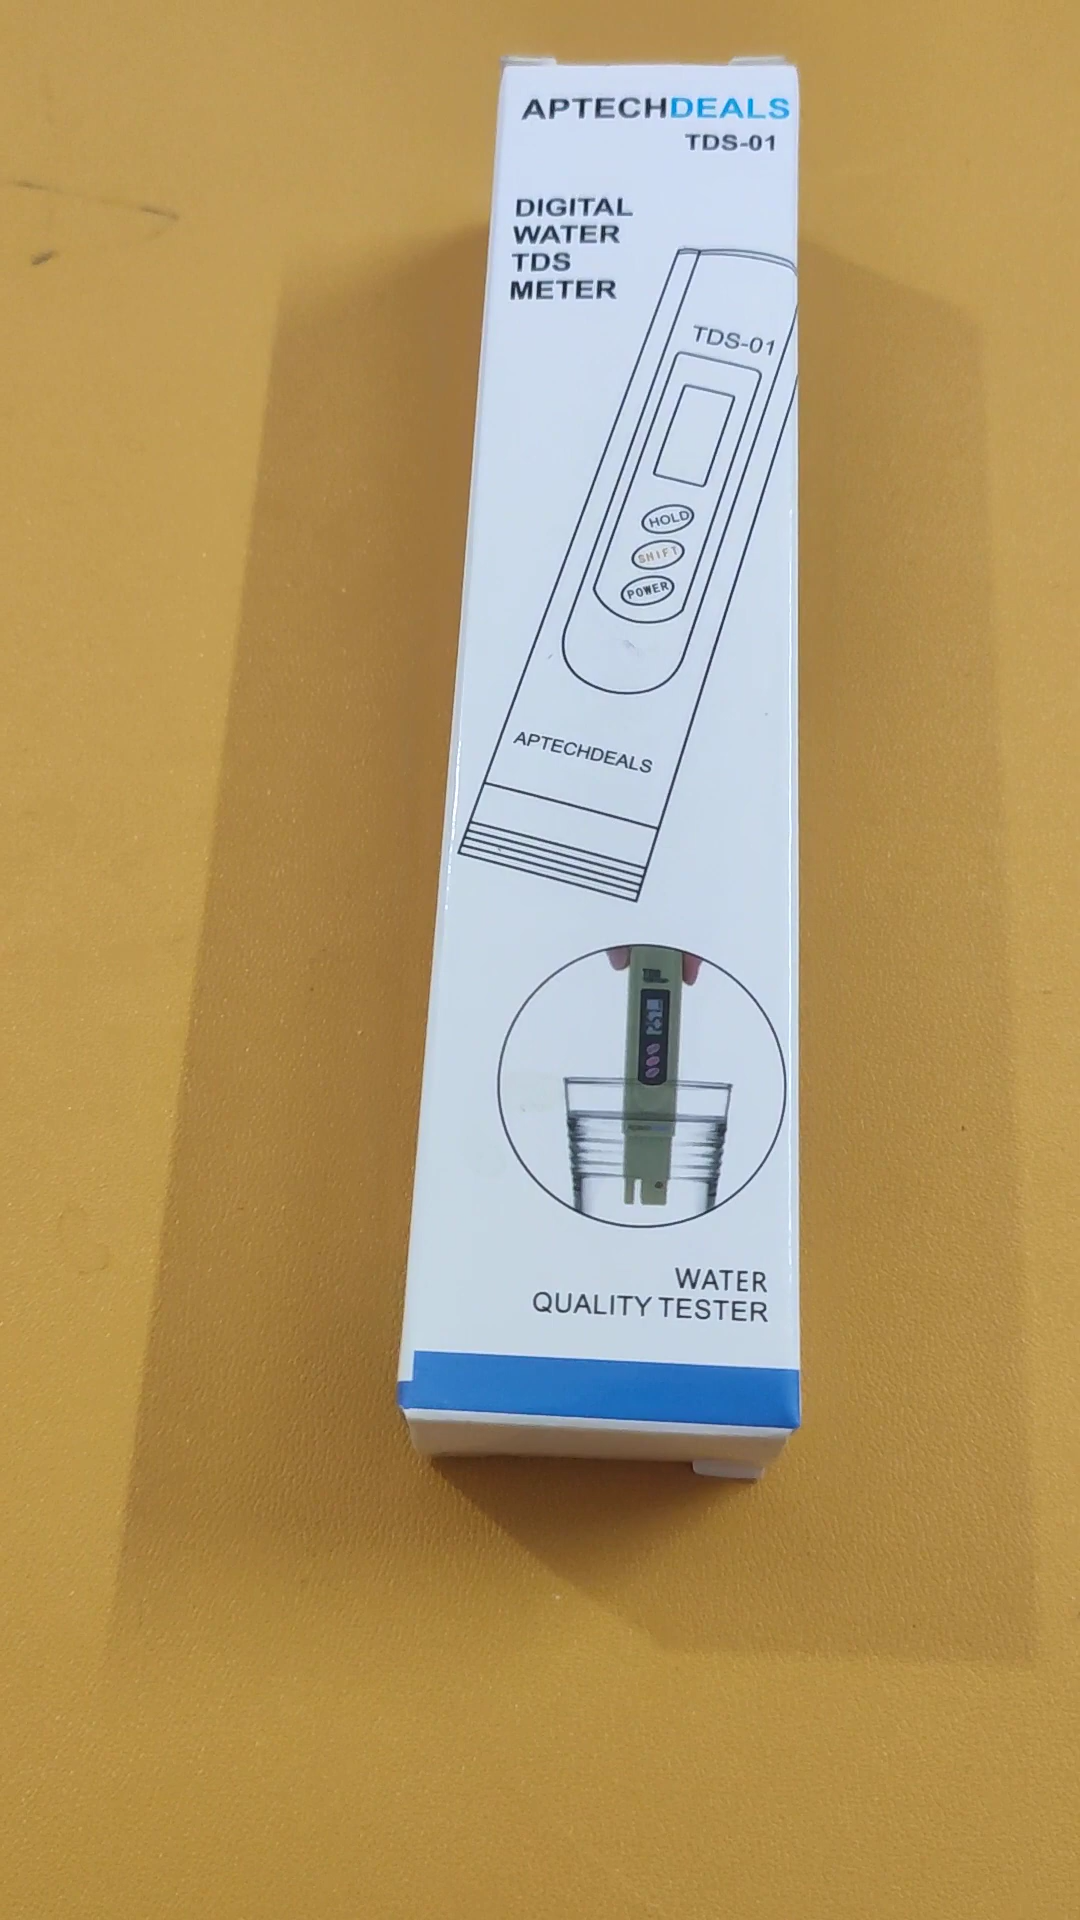 APTECHDEALS
TDS-01
DIGITAL
WATER
TDS
METER
TDS-01
HOLD
SHIFT
POWER
APTECHDEALS
WATER
QUALITY TESTER